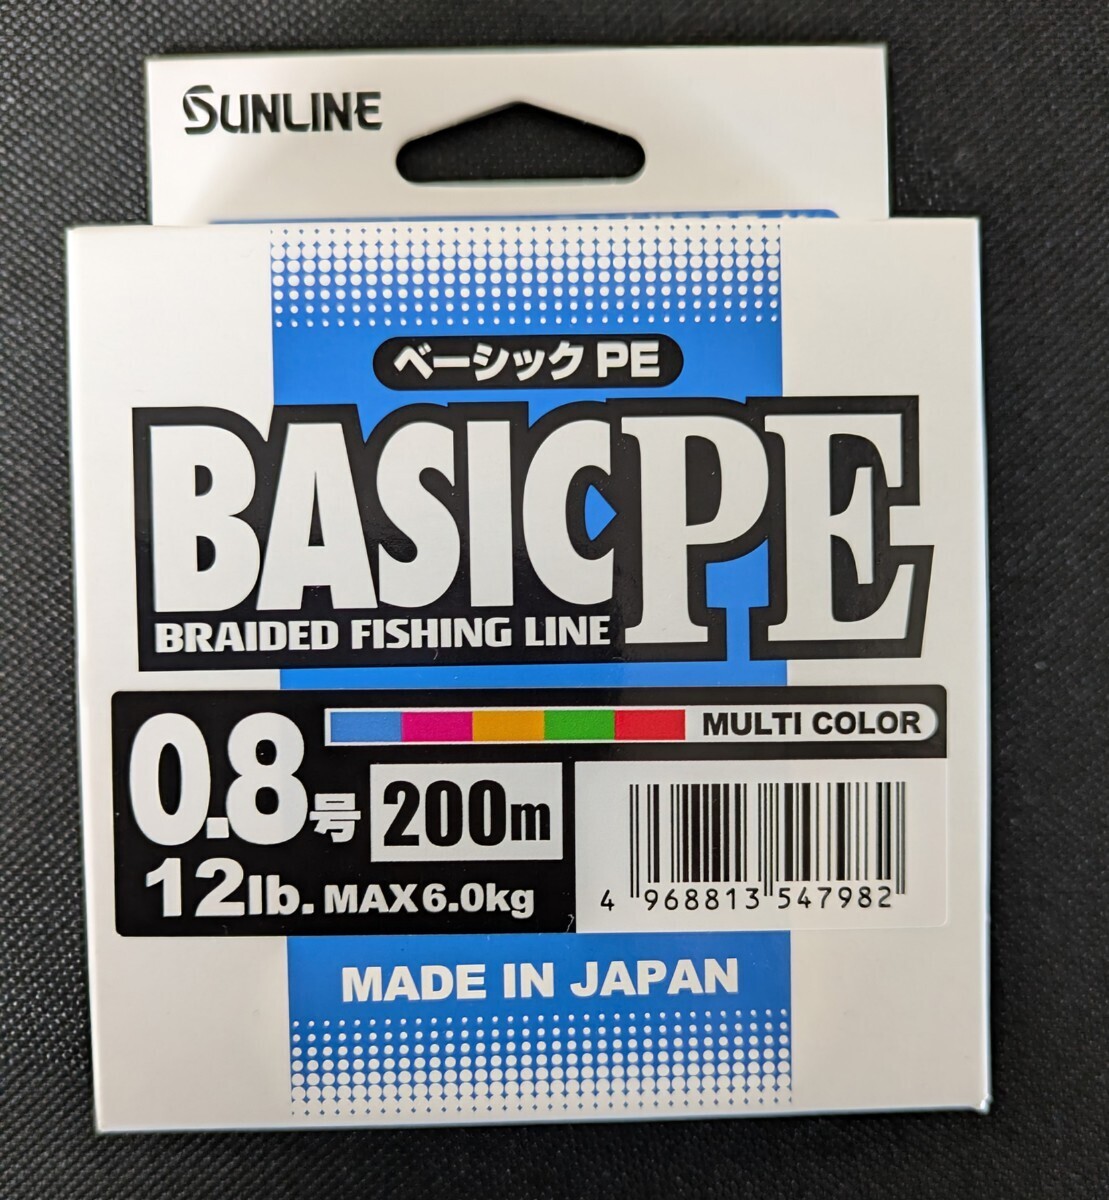 SUNLINE
ベーシック PE
BASIC PE
BRAIDED FISHING LINE
MULTI COLOR
0.8号
200m
12lb. MAX 6.0kg
4 968813 547982
MADE IN JAPAN